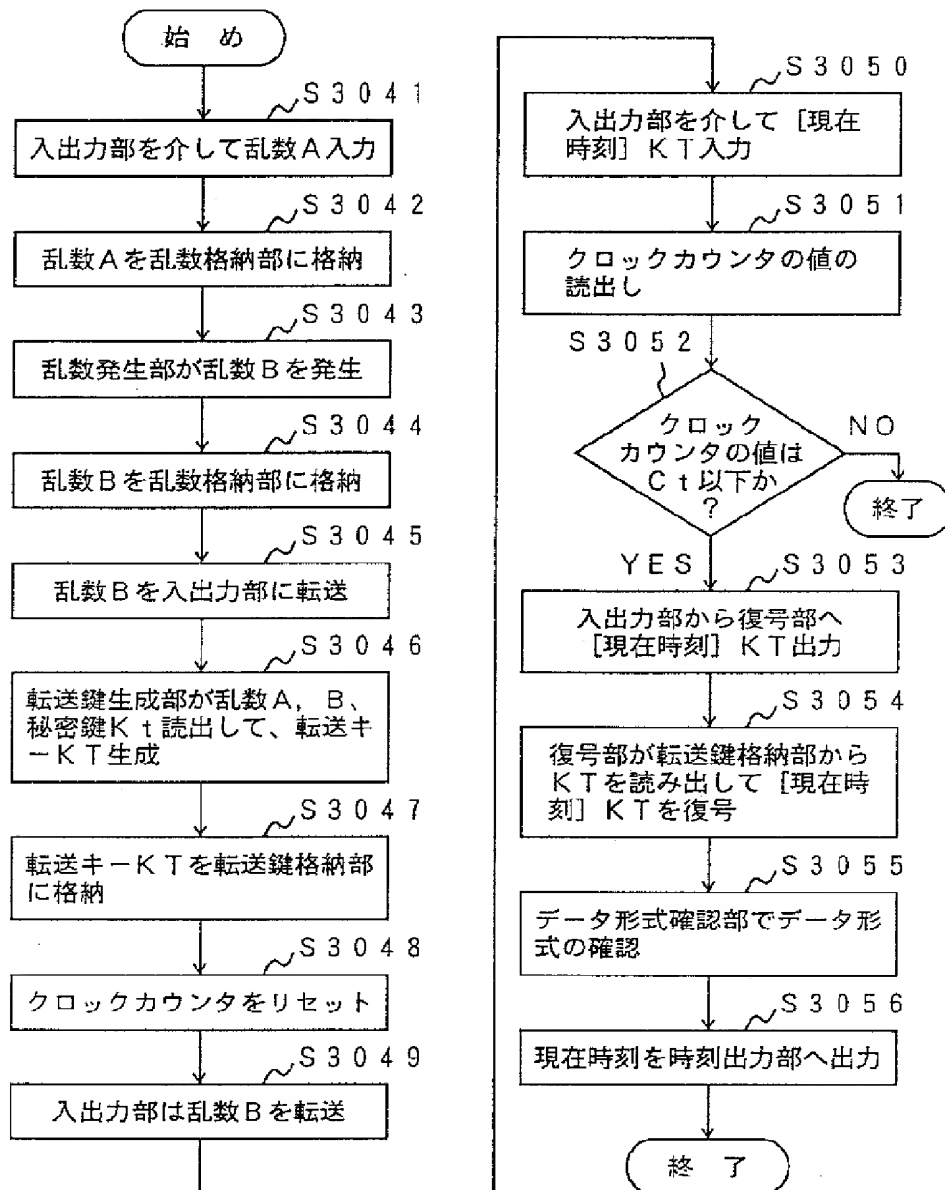 始 め
S3041
入出力部を介して乱数A入力
S3042
乱数Aを乱数格納部に格納
S3043
乱数発生部が乱数Bを発生
S3044
乱数Bを乱数格納部に格納
S3045
乱数Bを入出力部に転送
S3046
転送鍵生成部が乱数A，B、
秘密鍵Kt読出して、転送キ
ーKT生成
S3047
転送キーKTを転送鍵格納部
に格納
S3048
クロックカウンタをリセット
S3049
入出力部は乱数Bを転送
S3050
入出力部を介して［現在
時刻］KT入力
S3051
クロックカウンタの値の
読出し
S3052
クロック
カウンタの値は
Ct以下か
？
NO
終了
YES
S3053
入出力部から復号部へ
［現在時刻］KT出力
S3054
復号部が転送鍵格納部から
KTを読み出して［現在時
刻］KTを復号
S3055
データ形式確認部でデータ形
式の確認
S3056
現在時刻を時刻出力部へ出力
終 了